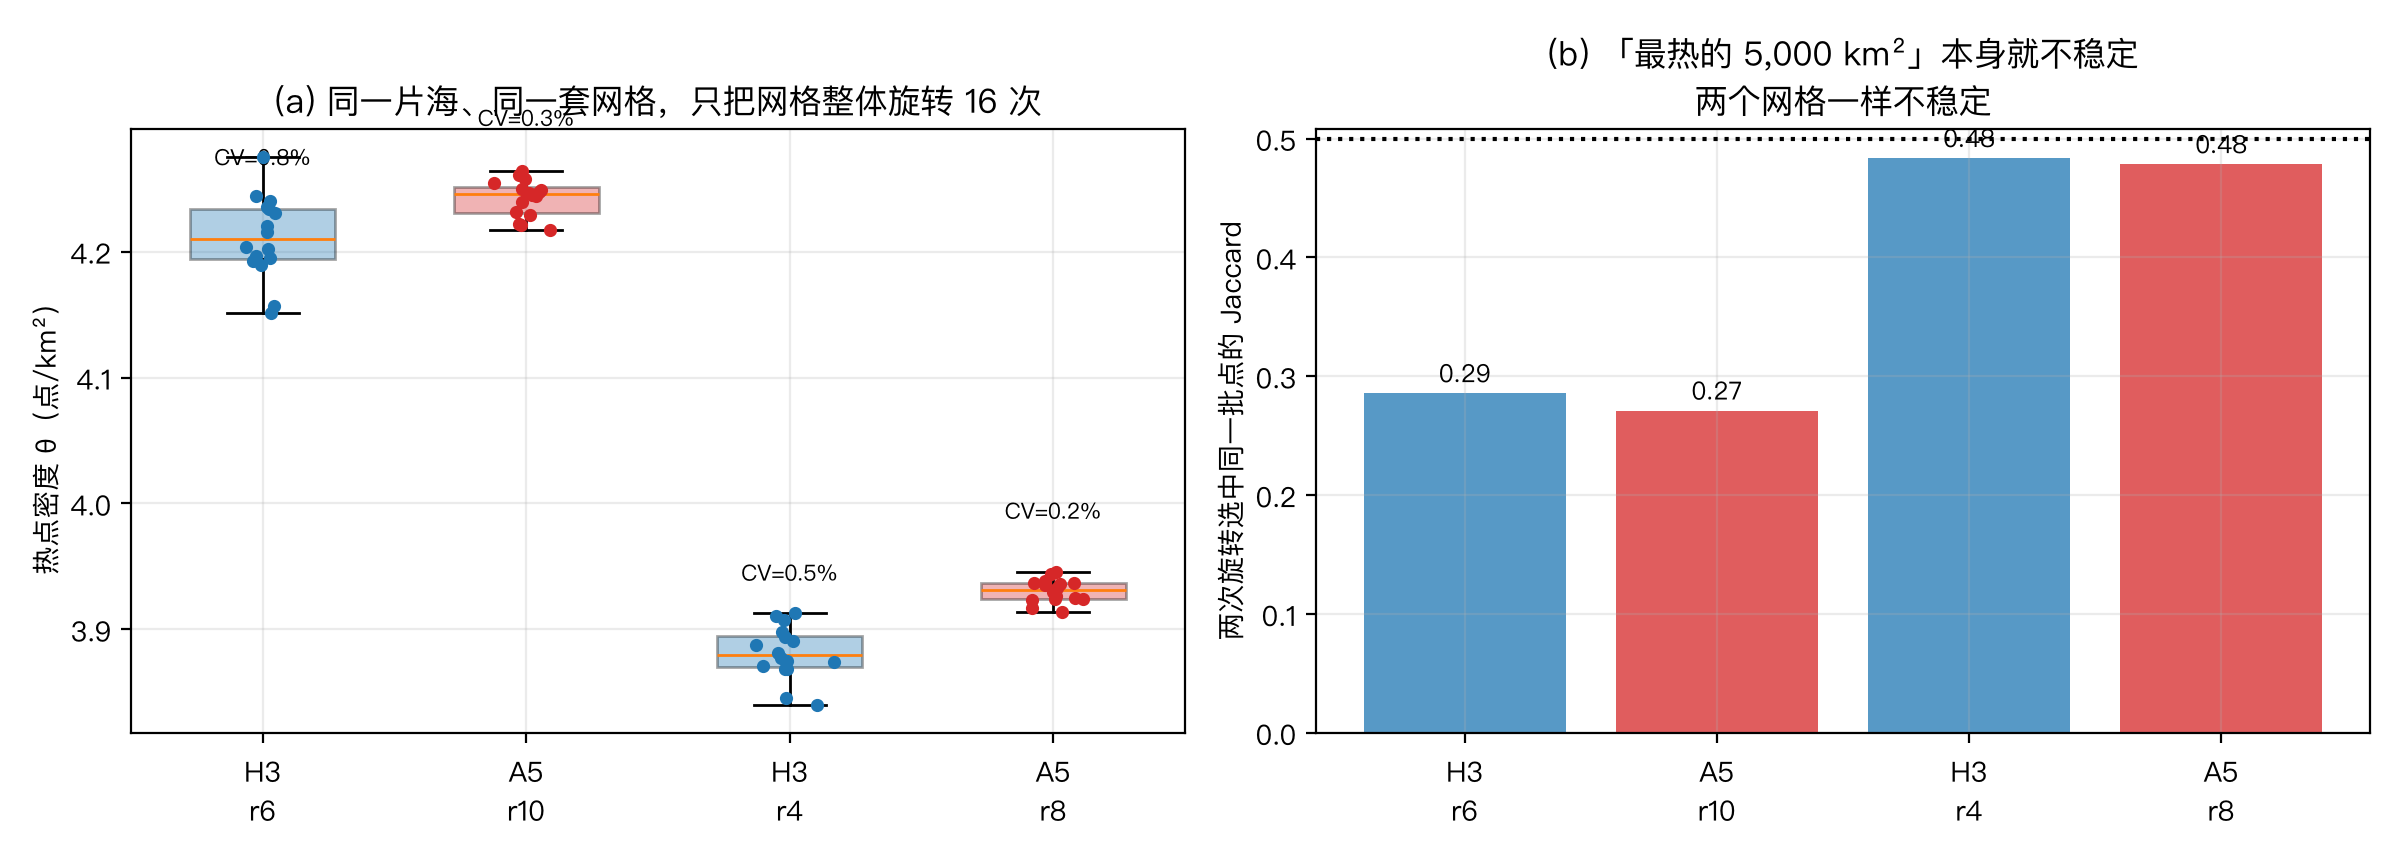 (a) 同一片海、同一套网格，只把网格整体旋转 16 次
CV=0.8%
CV=0.3%
CV=0.5%
CV=0.2%
热点密度 θ（点/km²）
4.2
4.1
4.0
3.9
H3
r6
A5
r10
H3
r4
A5
r8
(b) 「最热的 5,000 km²」本身就不稳定
两个网格一样不稳定
两次旋转选中同一批点的 Jaccard
0.5
0.4
0.3
0.2
0.1
0.0
0.29
0.27
0.48
0.48
H3
r6
A5
r10
H3
r4
A5
r8